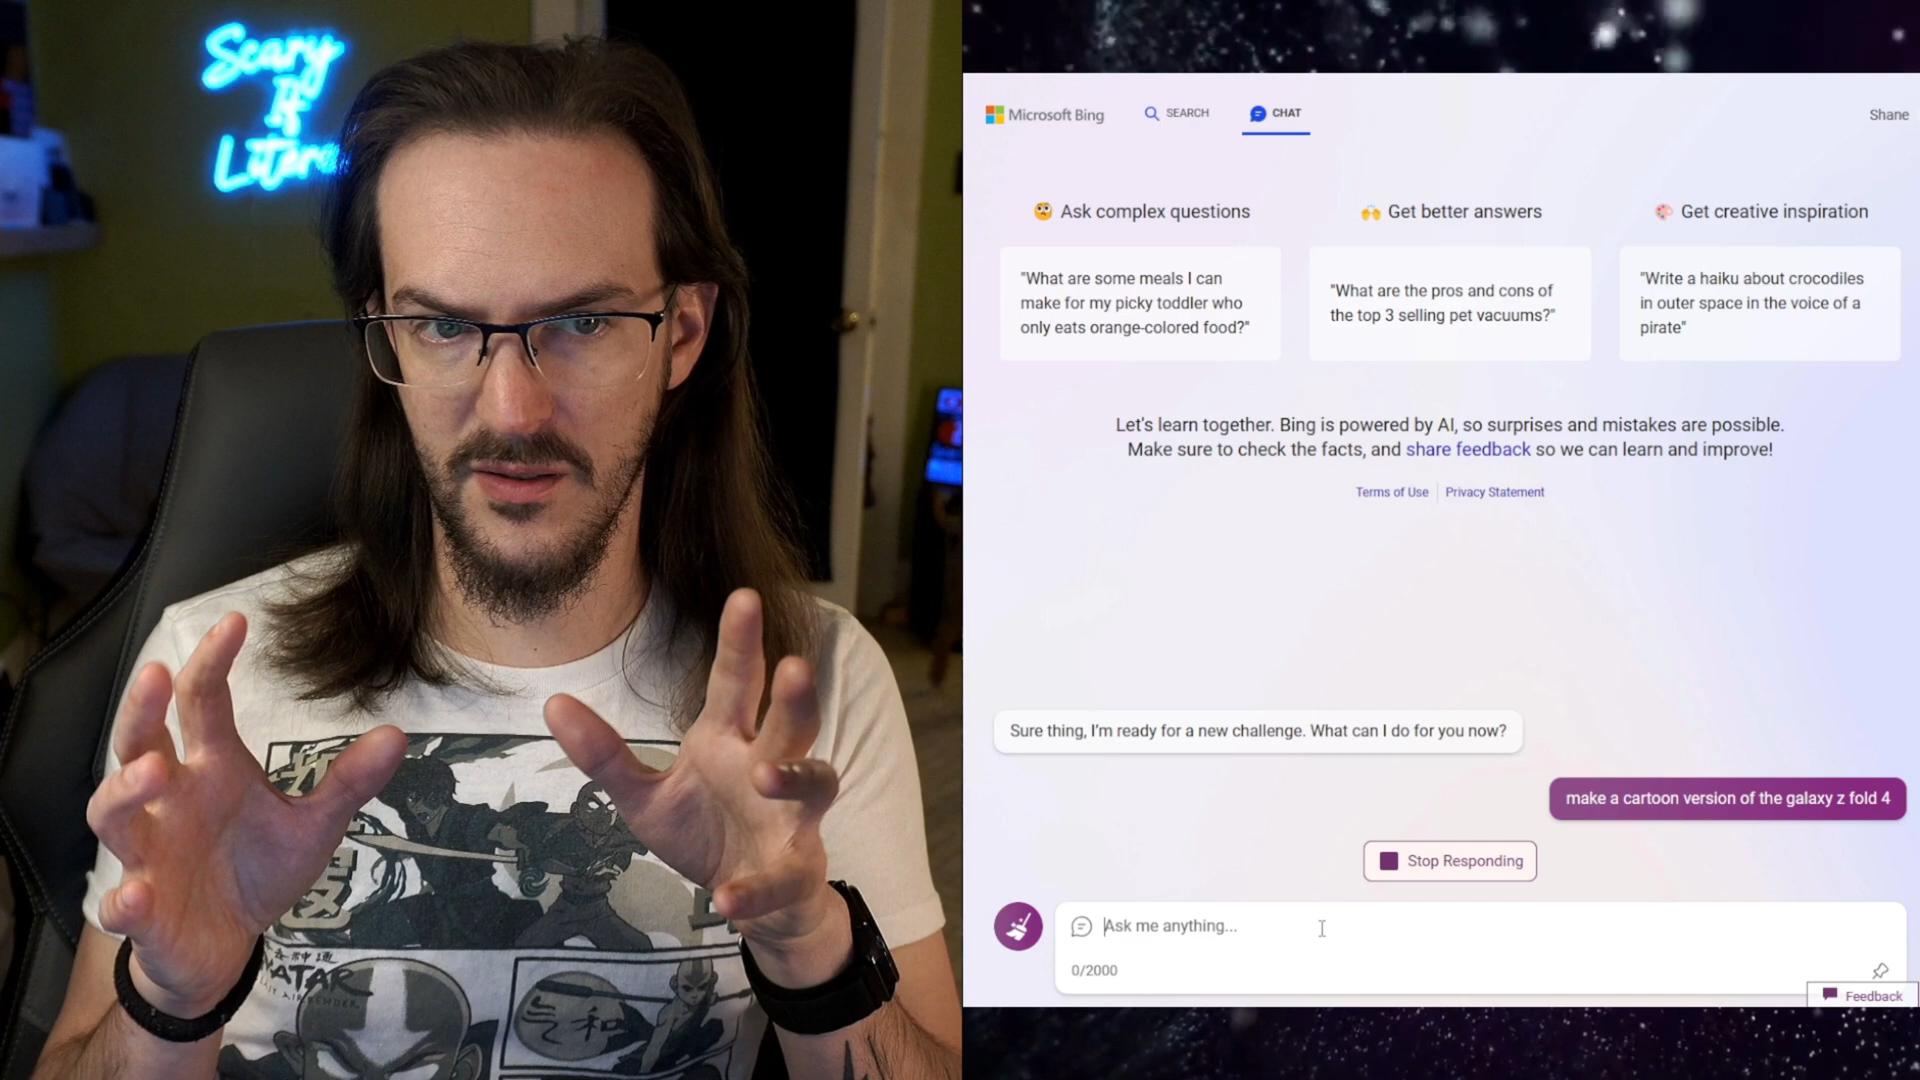 Scary
It
Microsoft Bing
SEARCH
CHAT
Shane
Ask complex questions
Get better answers
Get creative inspiration
"What are some meals I can
make for my picky toddler who
only eats orange-colored food?"
"What are the pros and cons of
the top 3 selling pet vacuums?"
"Write a haiku about crocodiles
in outer space in the voice of a
pirate"
Let's learn together. Bing is powered by AI, so surprises and mistakes are possible.
Make sure to check the facts, and share feedback so we can learn and improve!
Terms of Use
Privacy Statement
Sure thing, I'm ready for a new challenge. What can I do for you now?
make a cartoon version of the galaxy z fold 4
Stop Responding
Ask me anything...
0/2000
Feedback